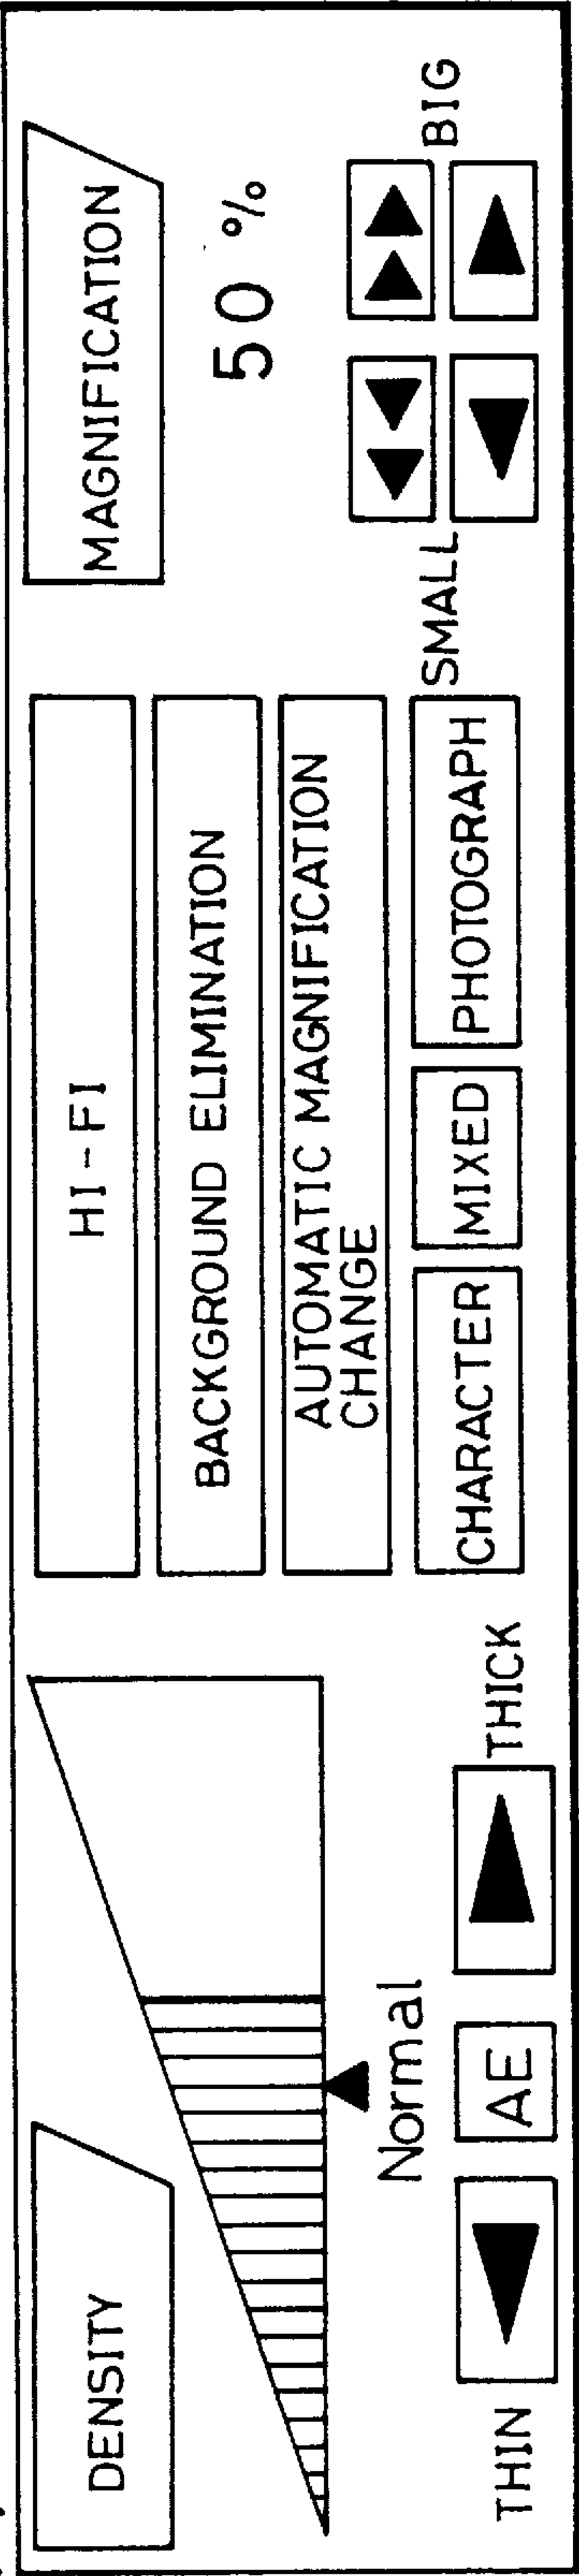 DENSITY
Normal
THIN
AE
THICK
HI-FI
BACKGROUND ELIMINATION
AUTOMATIC MAGNIFICATION
CHANGE
CHARACTER
MIXED
PHOTOGRAPH
MAGNIFICATION
50 %
SMALL
BIG